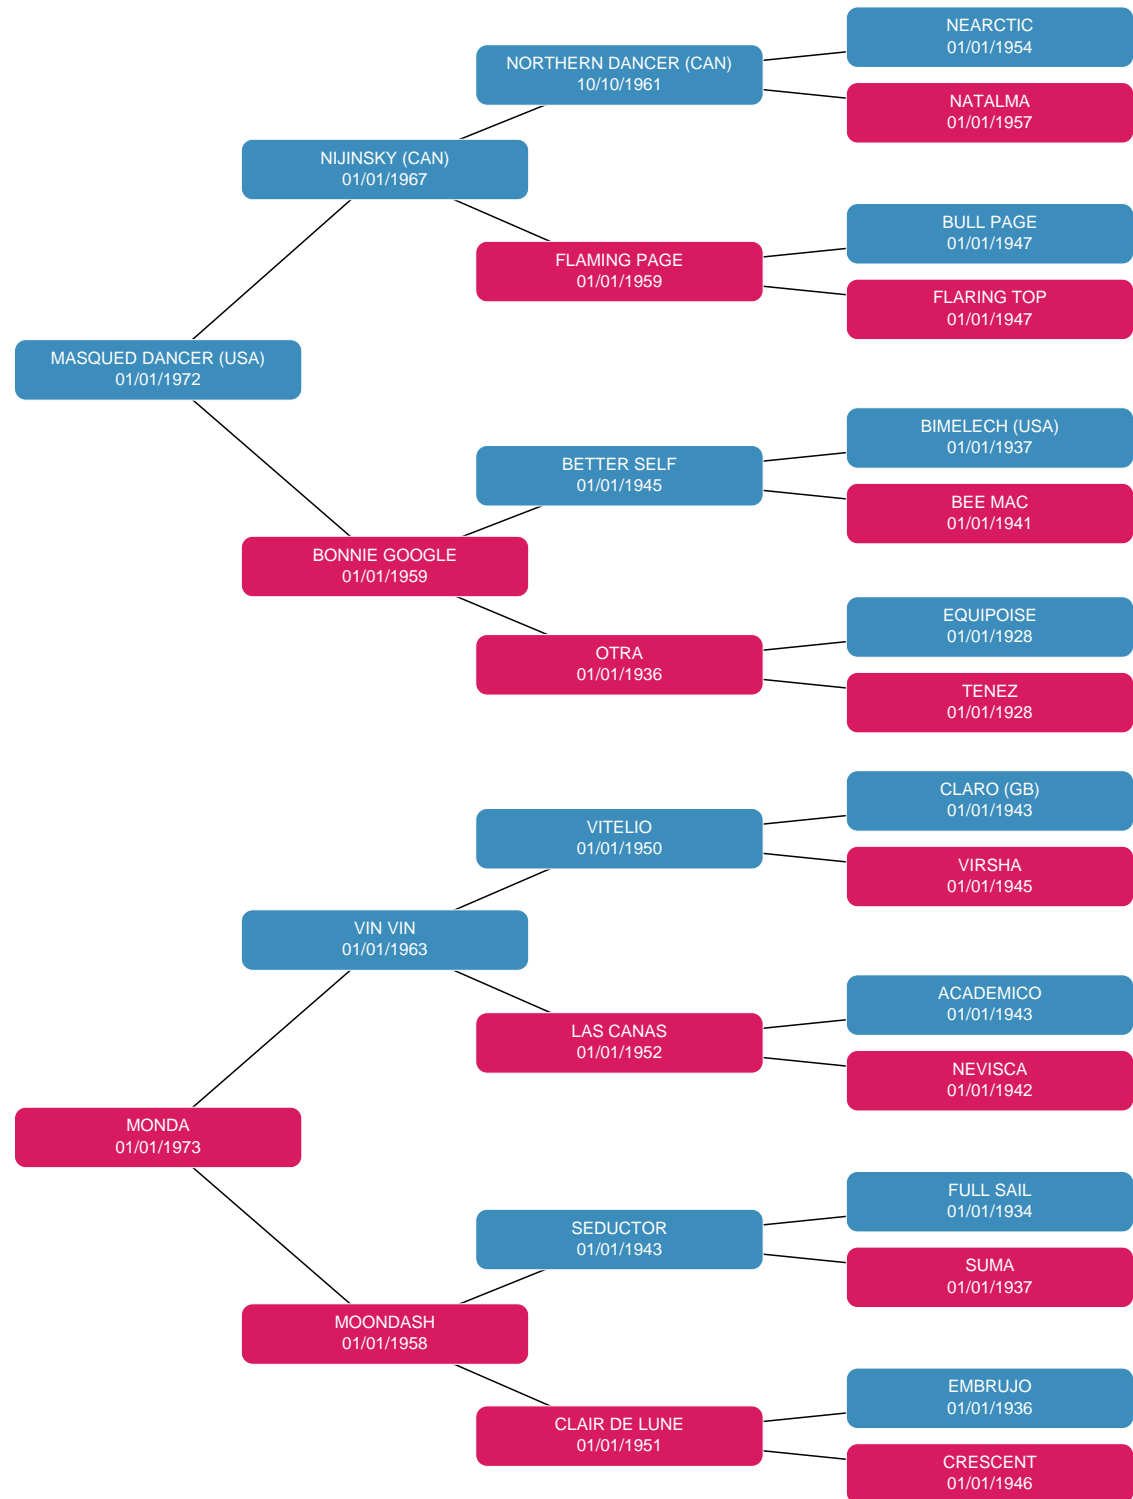 NEARCTIC
01/01/1954
NORTHERN DANCER (CAN)
10/10/1961
NATALMA
01/01/1957
NIJINSKY (CAN)
01/01/1967
BULL PAGE
01/01/1947
FLAMING PAGE
01/01/1959
FLARING TOP
01/01/1947
MASQUED DANCER (USA)
01/01/1972
BIMELECH (USA)
01/01/1937
BETTER SELF
01/01/1945
BEE MAC
01/01/1941
BONNIE GOOGLE
01/01/1959
EQUIPOISE
01/01/1928
OTRA
01/01/1936
TENEZ
01/01/1928
CLARO (GB)
01/01/1943
VITELIO
01/01/1950
VIRSHA
01/01/1945
VIN VIN
01/01/1963
ACADEMICO
01/01/1943
LAS CANAS
01/01/1952
NEVISCA
01/01/1942
MONDA
01/01/1973
FULL SAIL
01/01/1934
SEDUCTOR
01/01/1943
SUMA
01/01/1937
MOONDASH
01/01/1958
EMBRUJO
01/01/1936
CLAIR DE LUNE
01/01/1951
CRESCENT
01/01/1946